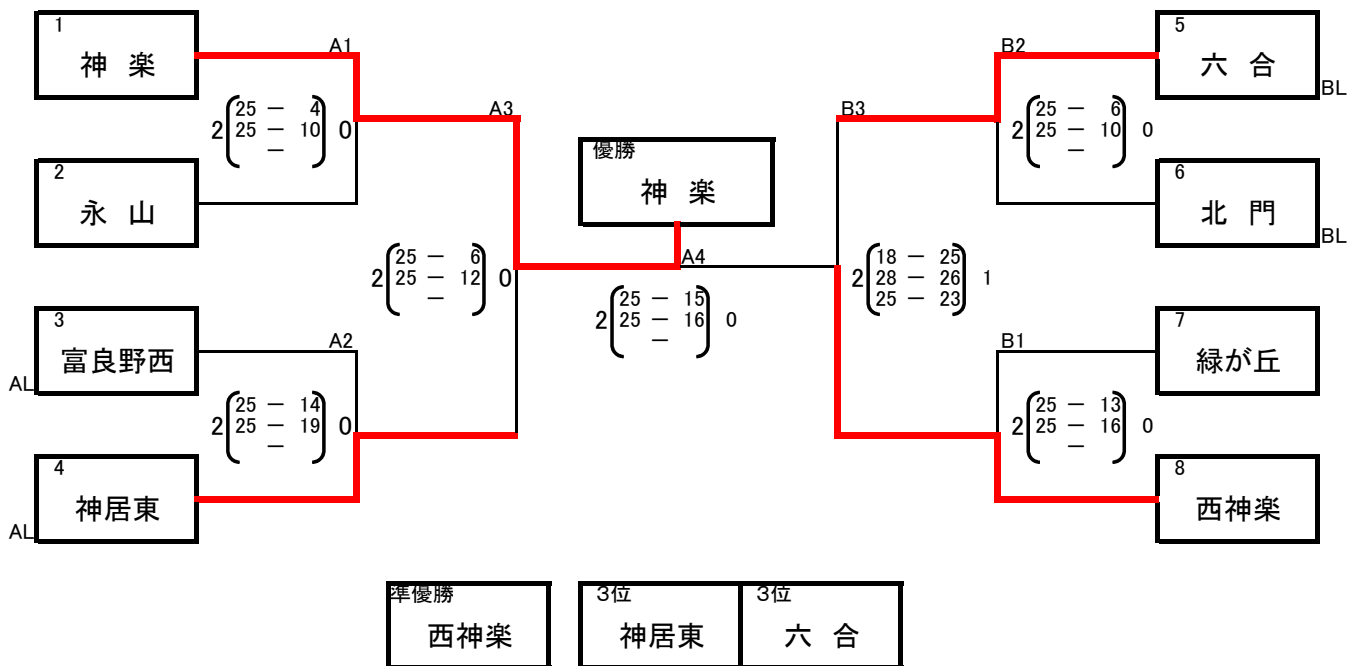 1
神 楽
A1
2
25 － 4
25 － 10
－
0
2
永 山
A3
3
富良野西
AL
A2
2
25 － 14
25 － 19
－
0
4
神居東
AL
2
25 － 6
25 － 12
－
0
優勝
神 楽
A4
2
25 － 15
25 － 16
－
0
B3
2
18 － 25
28 － 26
25 － 23
1
B2
5
六 合
BL
2
25 － 6
25 － 10
－
0
6
北 門
BL
B1
7
緑が丘
2
25 － 13
25 － 16
－
0
8
西神楽
準優勝
西神楽
３位
神居東
３位
六 合